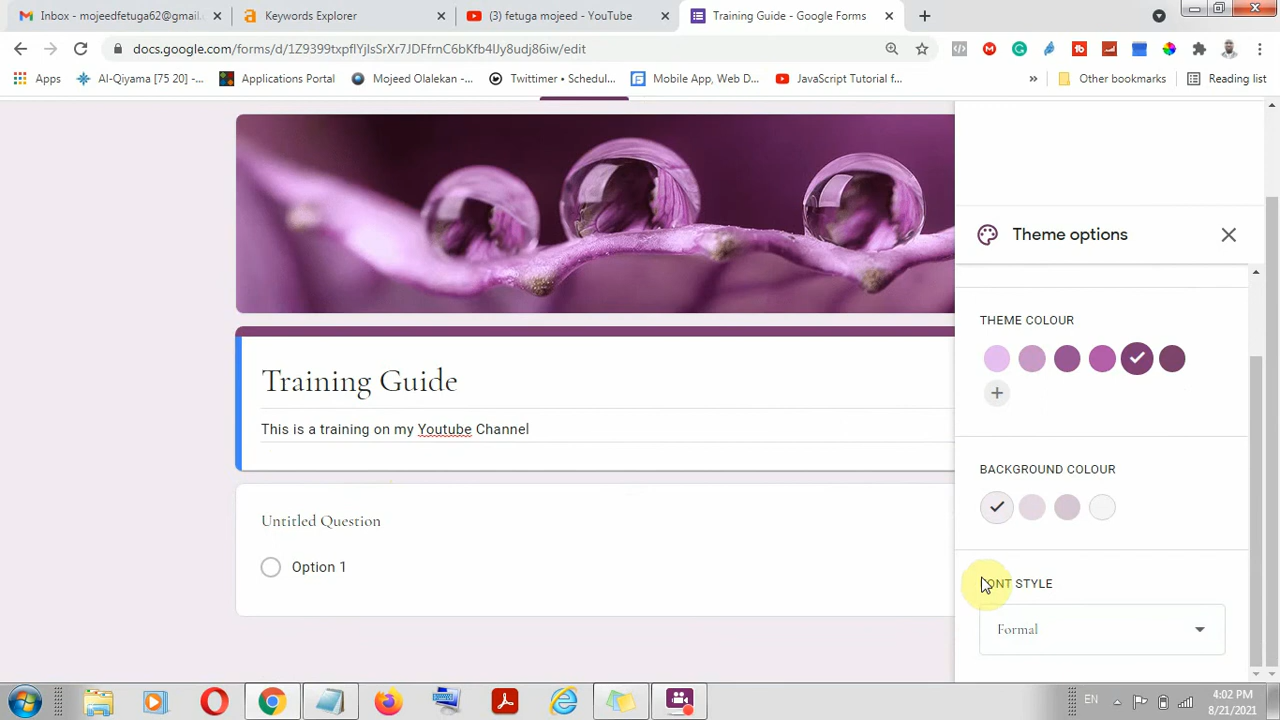 Inbox - mojeedfetuga62@gmail.
Keywords Explorer
(3) fetuga mojeed - YouTube
Training Guide - Google Forms
docs.google.com/forms/d/1Z9399txpflYjIsSrXr7JDFfmC6bKfb4IJy8udj86iw/edit
Apps
Al-Qiyama [75 20] -...
Applications Portal
Mojeed Olalekan -...
Twittimer • Schedul...
Mobile App, Web D...
JavaScript Tutorial f...
»
Other bookmarks
Reading list
Theme options
THEME COLOUR
Training Guide
This is a training on my Youtube Channel
BACKGROUND COLOUR
Untitled Question
Option 1
FONT STYLE
Formal
EN
4:02 PM
8/21/2021